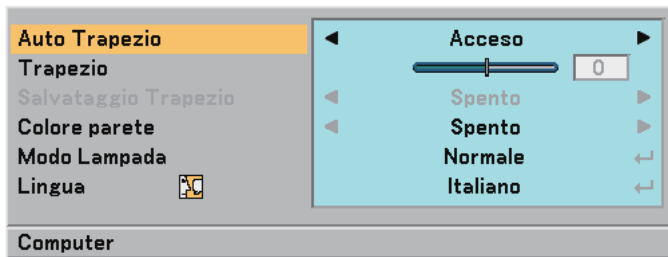 Auto Trapezio Acceso
Trapezio 0
Salvataggio Trapezio Spento
Colore parete Spento
Modo Lampada Normale
Lingua Italiano
Computer